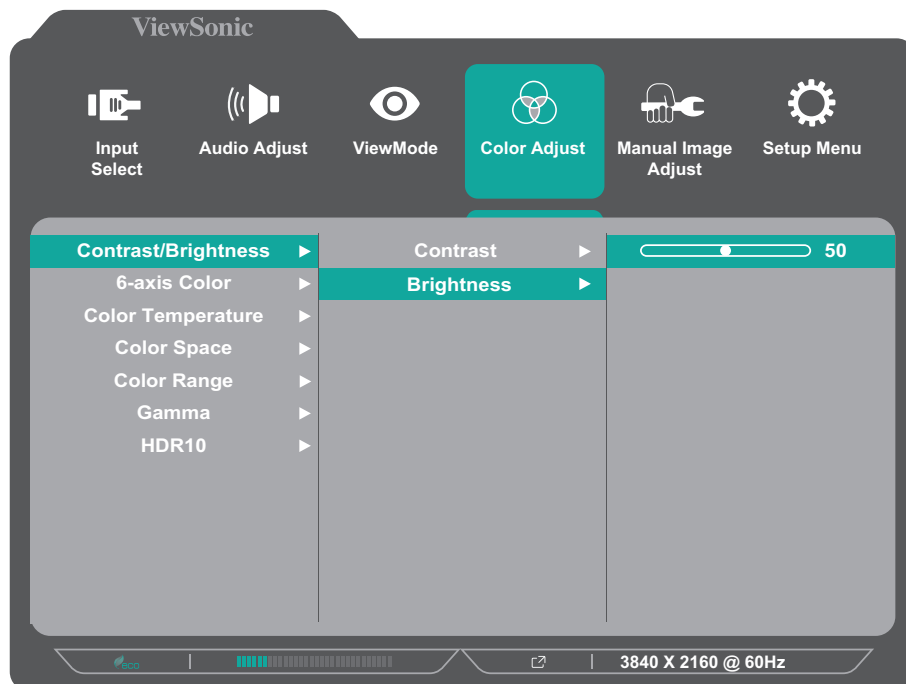 ViewSonic
Input Select
Audio Adjust
ViewMode
Color Adjust
Manual Image Adjust
Setup Menu
Contrast/Brightness
Contrast
50
6-axis Color
Brightness
Color Temperature
Color Space
Color Range
Gamma
HDR10
eco
3840 X 2160 @ 60Hz